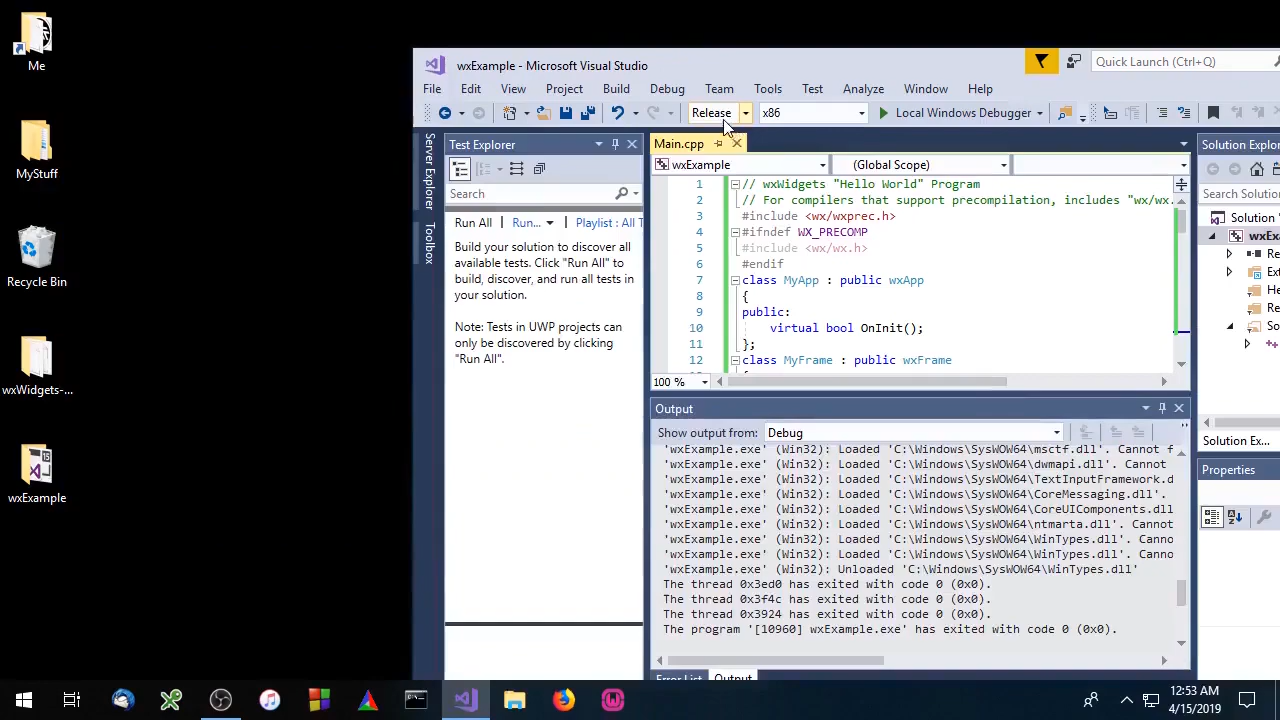 Me
MyStuff
Recycle Bin
wxWidgets-...
wxExample
wxExample - Microsoft Visual Studio
Quick Launch (Ctrl+Q)
File Edit View Project Build Debug Team Tools Test Analyze Window Help
Release x86 Local Windows Debugger
Server Explorer
Toolbox
Test Explorer
Search
Run All Run... Playlist : All T
Build your solution to discover all
available tests. Click "Run All" to
build, discover, and run all tests in
your solution.
Note: Tests in UWP projects can
only be discovered by clicking
"Run All".
Main.cpp
wxExample (Global Scope)
1 // wxWidgets "Hello World" Program
2 // For compilers that support precompilation, includes "wx/wx.
3 #include <wx/wxprec.h>
4 #ifndef WX_PRECOMP
5 #include <wx/wx.h>
6 #endif
7 class MyApp : public wxApp
8 {
9 public:
10 virtual bool OnInit();
11 };
12 class MyFrame : public wxFrame
100 %
Output
Show output from: Debug
'wxExample.exe' (Win32): Loaded 'C:\Windows\SysWOW64\msctf.dll'. Cannot f
'wxExample.exe' (Win32): Loaded 'C:\Windows\SysWOW64\dwmapi.dll'. Cannot
'wxExample.exe' (Win32): Loaded 'C:\Windows\SysWOW64\TextInputFramework.d
'wxExample.exe' (Win32): Loaded 'C:\Windows\SysWOW64\CoreMessaging.dll'.
'wxExample.exe' (Win32): Loaded 'C:\Windows\SysWOW64\CoreUIComponents.dll
'wxExample.exe' (Win32): Loaded 'C:\Windows\SysWOW64\ntmarta.dll'. Cannot
'wxExample.exe' (Win32): Loaded 'C:\Windows\SysWOW64\WinTypes.dll'. Canno
'wxExample.exe' (Win32): Loaded 'C:\Windows\SysWOW64\WinTypes.dll'. Canno
'wxExample.exe' (Win32): Unloaded 'C:\Windows\SysWOW64\WinTypes.dll'
The thread 0x3ed0 has exited with code 0 (0x0).
The thread 0x3f4c has exited with code 0 (0x0).
The thread 0x3924 has exited with code 0 (0x0).
The program '[10960] wxExample.exe' has exited with code 0 (0x0).
Error List Output
Solution Explor
Search Solution
Solution '
wxExa
Re
Ext
He
Re
So
Solution Ex...
Properties
12:53 AM
4/15/2019